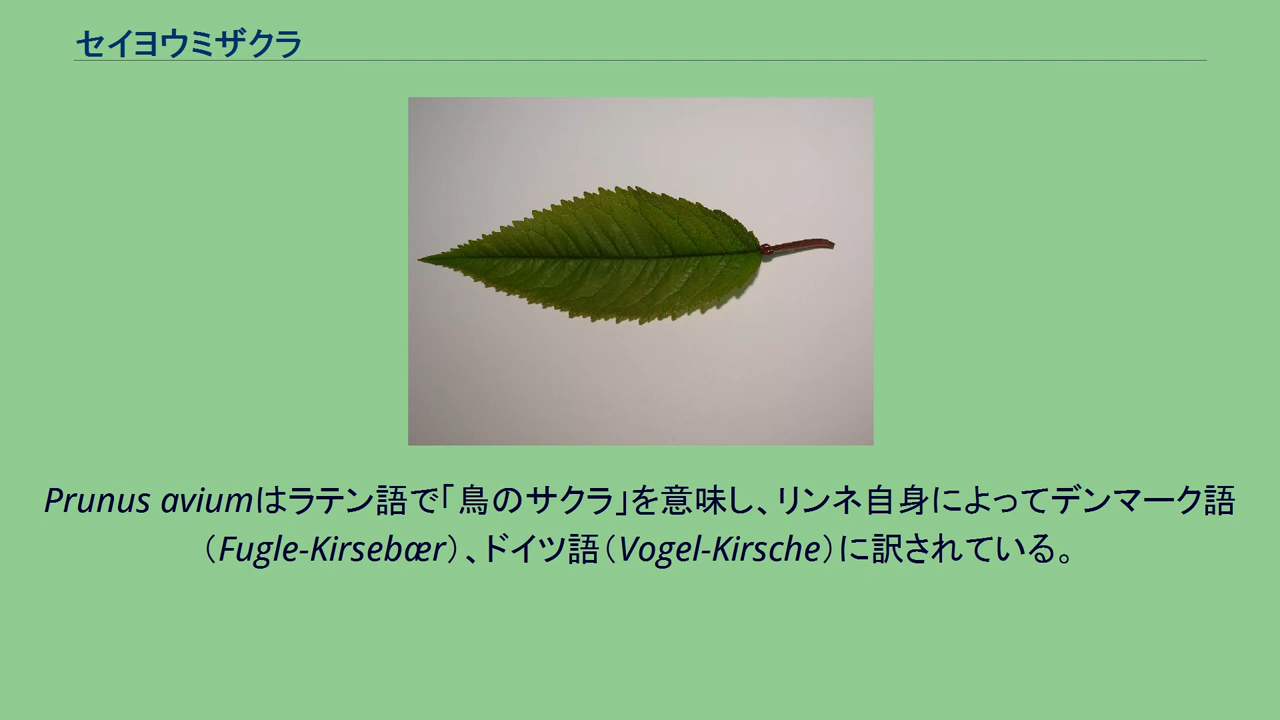 セイヨウミザクラ
Prunus aviumはラテン語で「鳥のサクラ」を意味し、リンネ自身によってデンマーク語
（Fugle-Kirsebær）、ドイツ語（Vogel-Kirsche）に訳されている。